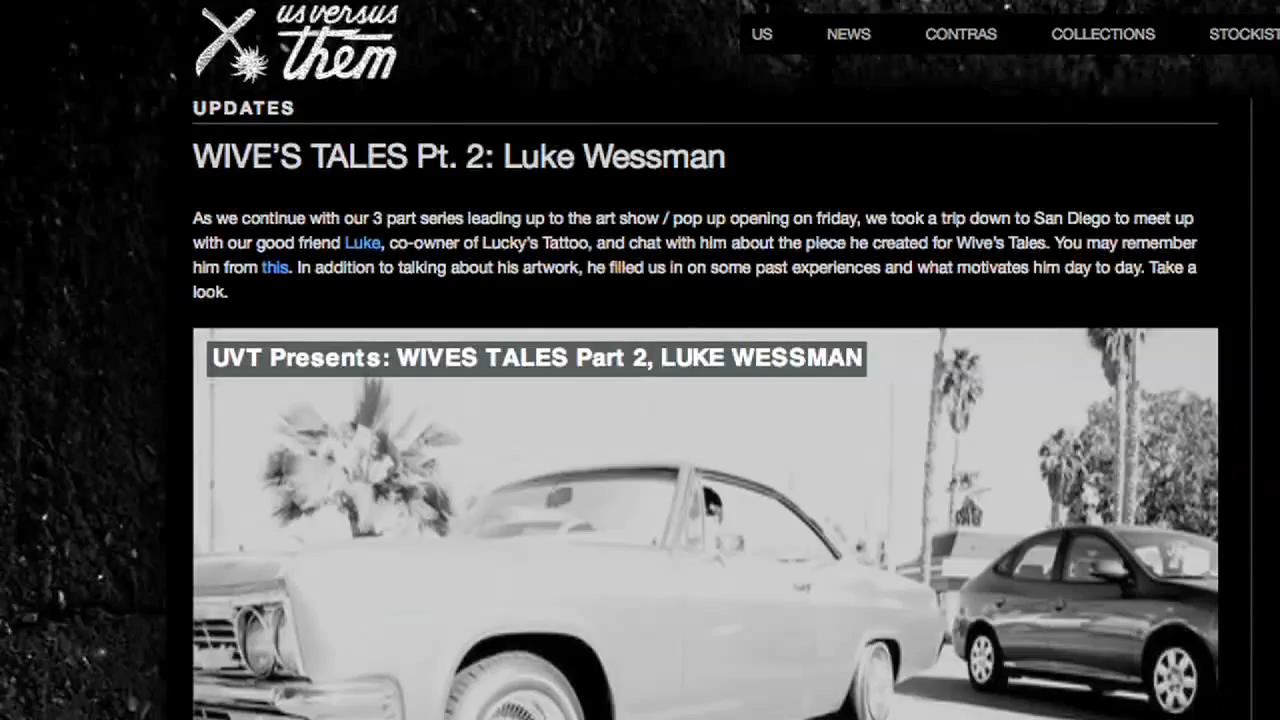 us versus
them
US NEWS CONTRAS COLLECTIONS STOCKIST
UPDATES
WIVE'S TALES Pt. 2: Luke Wessman
As we continue with our 3 part series leading up to the art show / pop up opening on friday, we took a trip down to San Diego to meet up
with our good friend Luke, co-owner of Lucky's Tattoo, and chat with him about the piece he created for Wive's Tales. You may remember
him from this. In addition to talking about his artwork, he filled us in on some past experiences and what motivates him day to day. Take a
look.
UVT Presents: WIVES TALES Part 2, LUKE WESSMAN